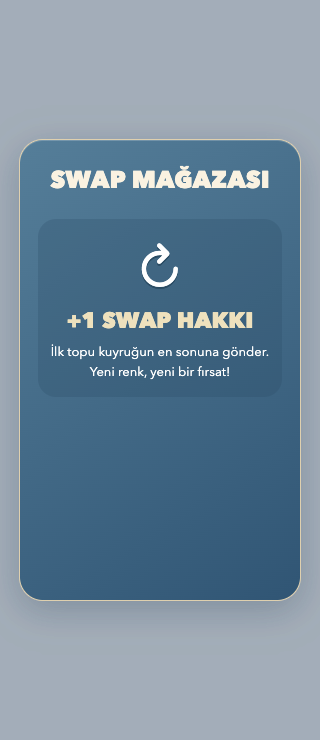 SWAP MAĞAZASI
+1 SWAP HAKKI
İlk topu kuyruğun en sonuna gönder.
Yeni renk, yeni bir fırsat!